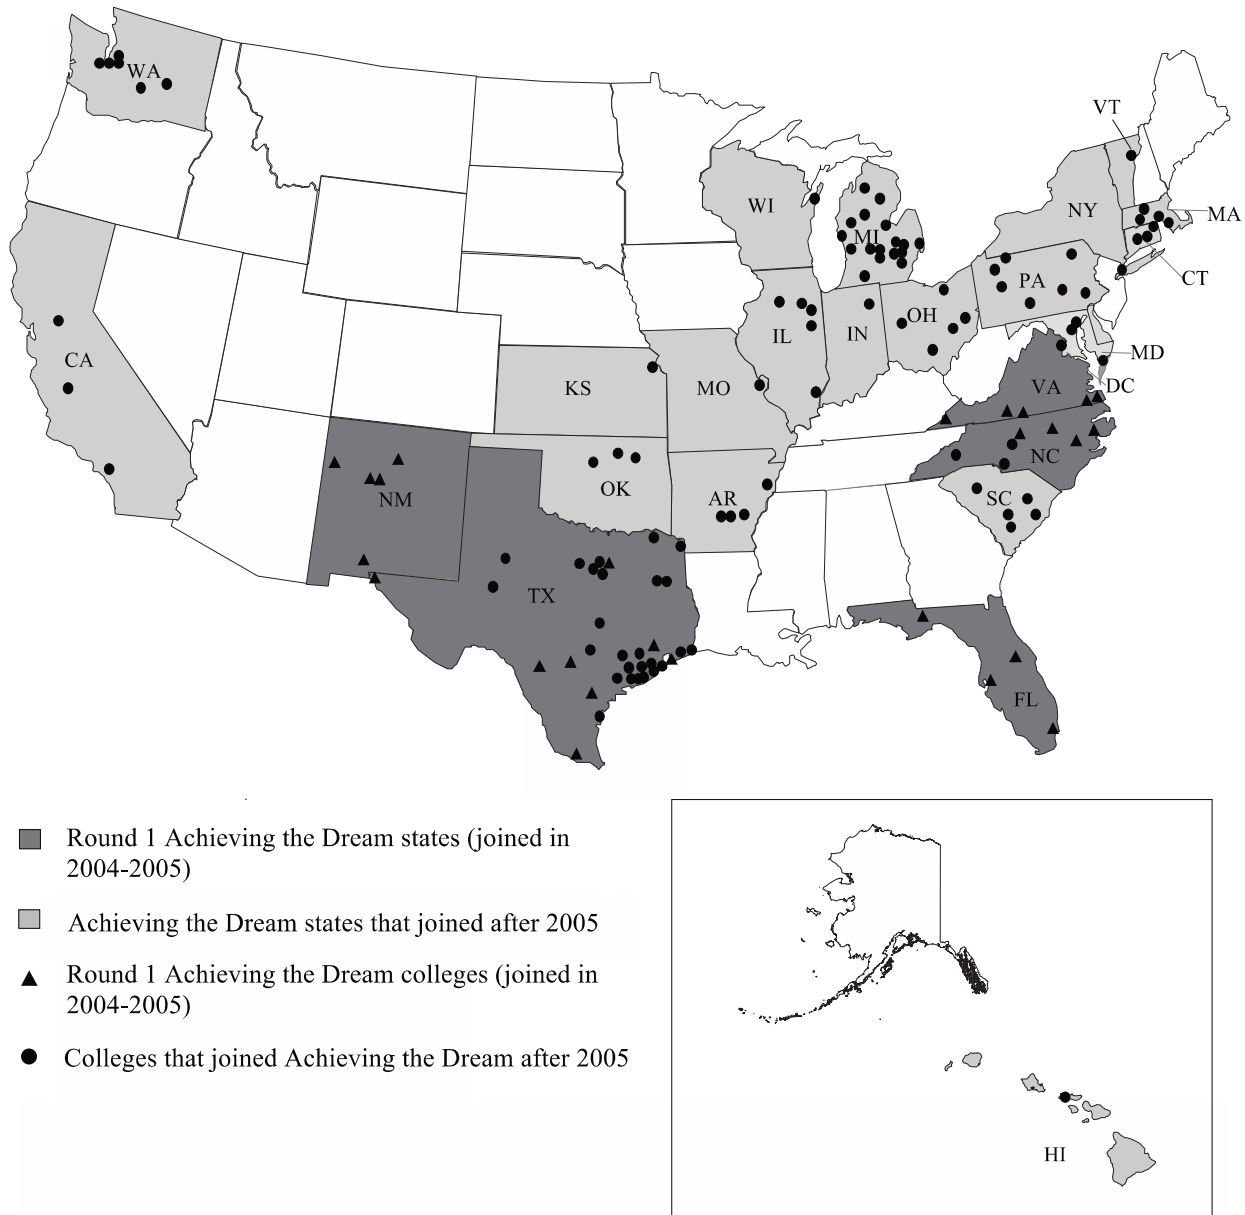 WA
VT
WI
NY
MA
MI
CT
PA
CA
IL
IN
OH
MD
KS
MO
VA
DC
NM
OK
AR
NC
SC
TX
FL
Round 1 Achieving the Dream states (joined in
2004-2005)
Achieving the Dream states that joined after 2005
Round 1 Achieving the Dream colleges (joined in
2004-2005)
Colleges that joined Achieving the Dream after 2005
HI